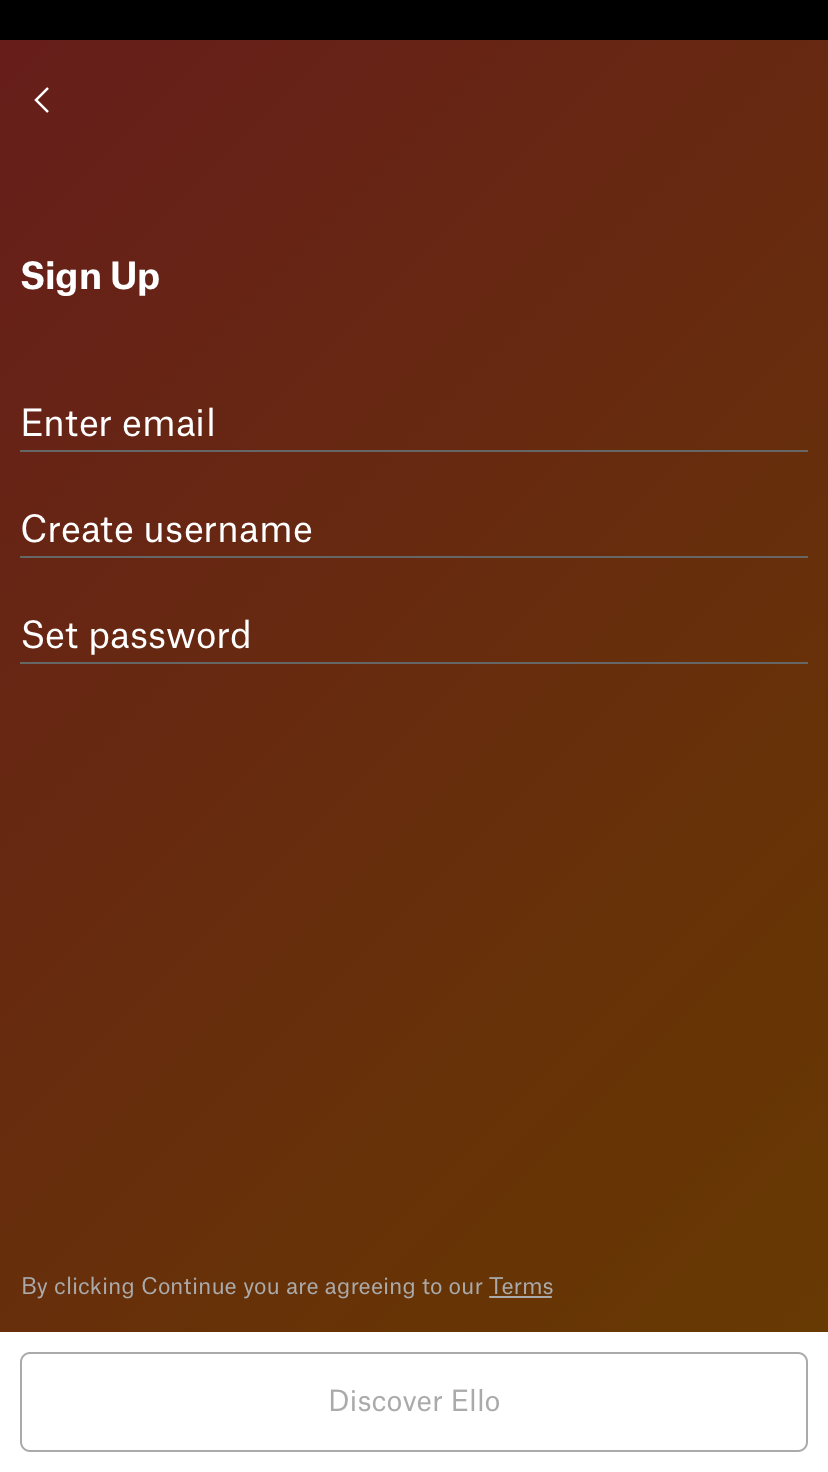 Sign Up
Enter email
Create username
Set password
By clicking Continue you are agreeing to our Terms
Discover Ello